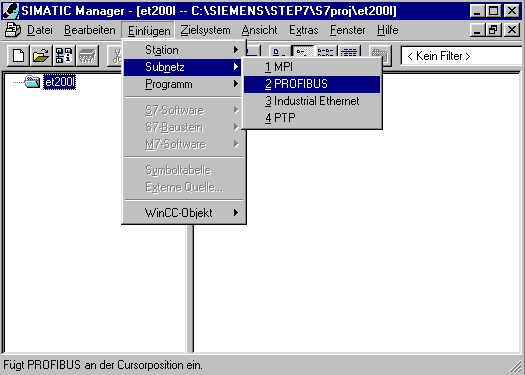 SIMATIC Manager - [et200l -- C:\SIEMENS\STEP7\S7proj\et200l]
Datei Bearbeiten Einfügen Zielsystem Ansicht Extras Fenster Hilfe
< Kein Filter >
et200l
Station
Subnetz
Programm
S7-Software
S7-Baustein
M7-Software
Symboltabelle
Externe Quelle...
WinCC-Objekt
1 MPI
2 PROFIBUS
3 Industrial Ethernet
4 PTP
Fügt PROFIBUS an der Cursorposition ein.